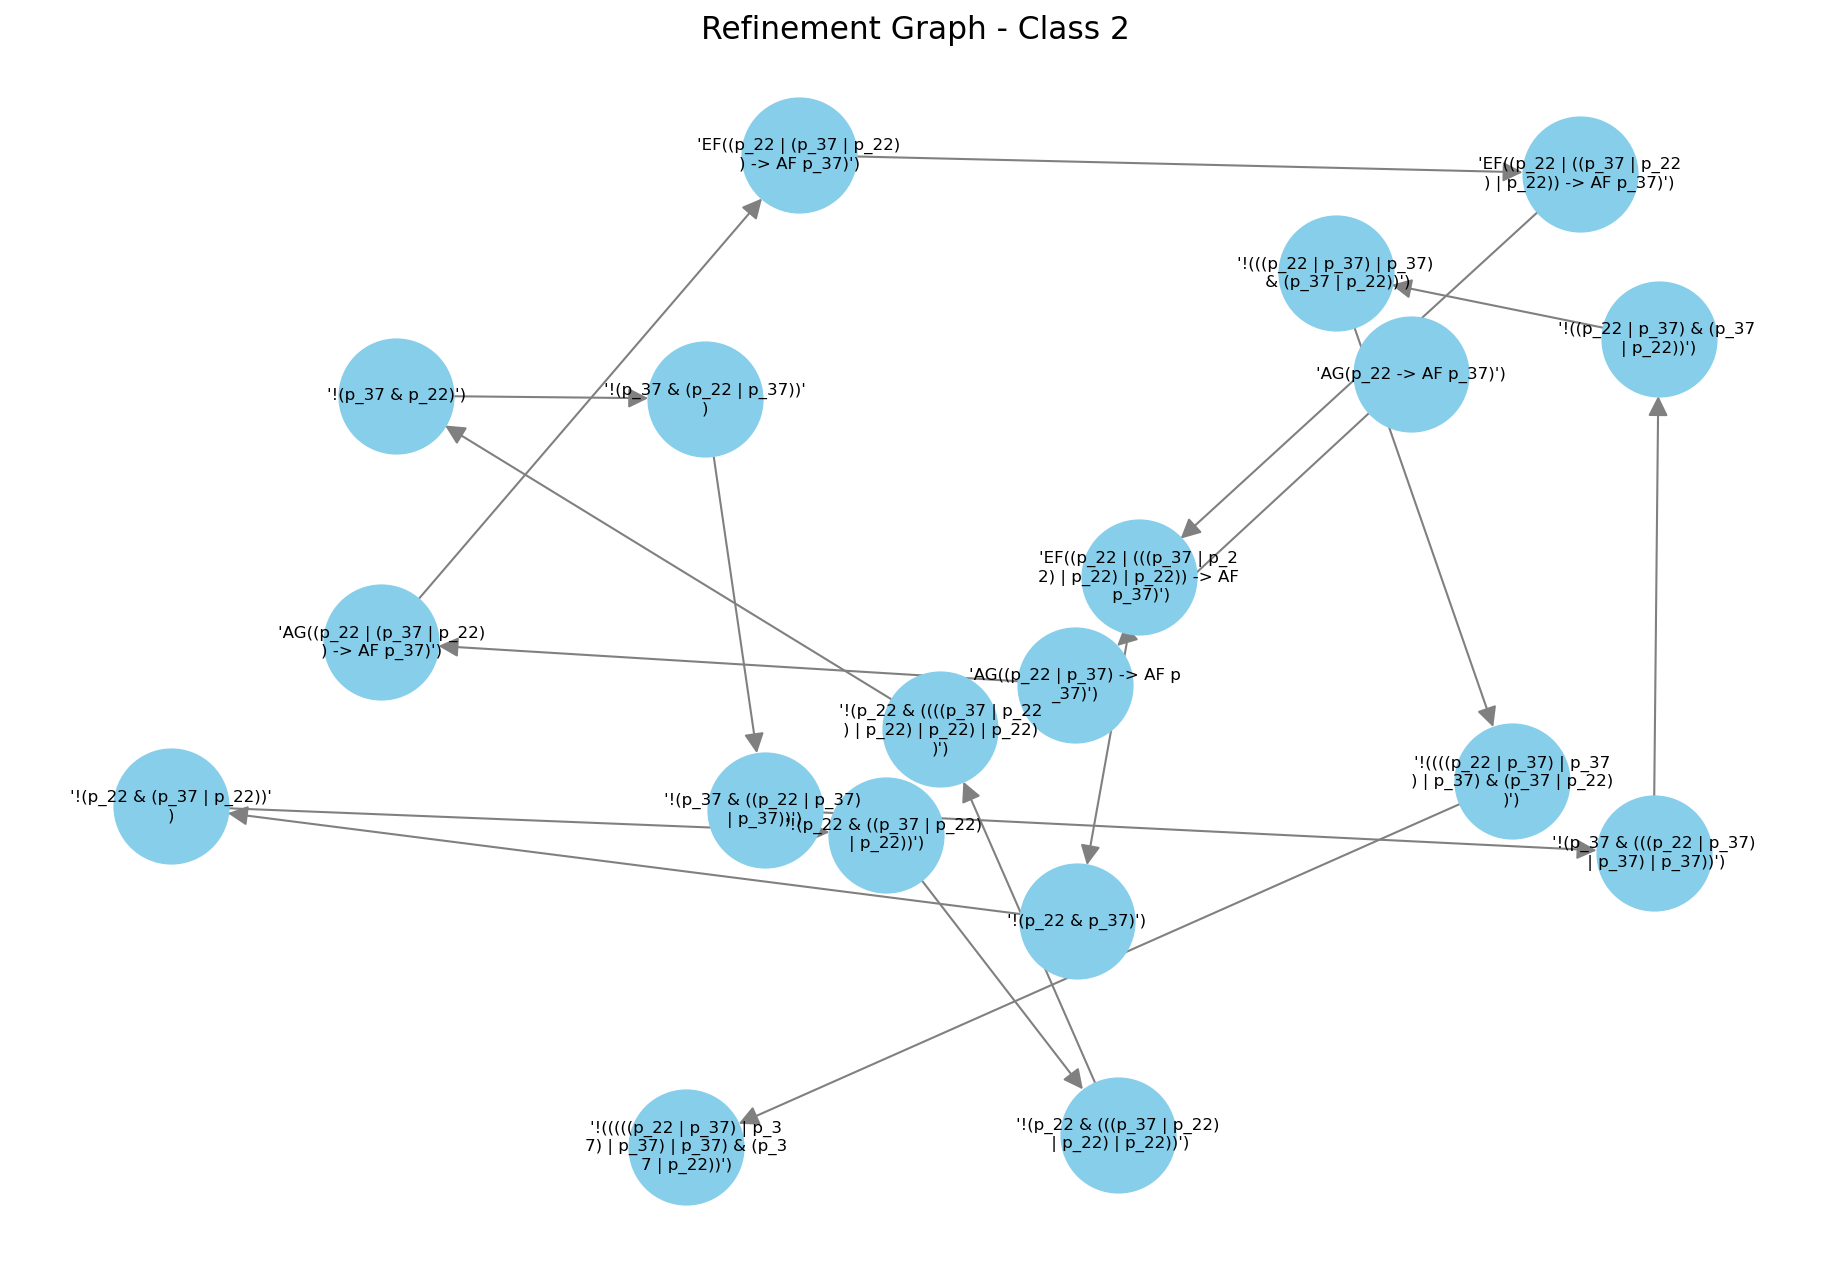 Refinement Graph - Class 2
'EF((p_22 | (p_37 | p_22)
) -> AF p_37)')
'EF((p_22 | ((p_37 | p_22
) | p_22)) -> AF p_37)')
'!(((p_22 | p_37) | p_37)
& (p_37 | p_22))')
'!((p_22 | p_37) & (p_37
| p_22))')
'AG(p_22 -> AF p_37)')
'!(p_37 & p_22)')
'!(p_37 & (p_22 | p_37))'
)
'EF((p_22 | (((p_37 | p_2
2) | p_22) | p_22)) -> AF
p_37)')
'AG((p_22 | (p_37 | p_22)
) -> AF p_37)')
'AG((p_22 | p_37) -> AF p
_37)')
'!(p_22 & ((((p_37 | p_22
) | p_22) | p_22) | p_22)
)')
'!((((p_22 | p_37) | p_37
) | p_37) & (p_37 | p_22)
)')
'!(p_22 & (p_37 | p_22))'
)
'!(p_37 & ((p_22 | p_37)
| p_37))')
'!(p_22 & ((p_37 | p_22)
| p_22))')
'!(p_37 & (((p_22 | p_37)
| p_37) | p_37))')
'!(p_22 & p_37)')
'!(p_22 & (((p_37 | p_22)
| p_22) | p_22))')
'!(((((p_22 | p_37) | p_3
7) | p_37) | p_37) & (p_3
7 | p_22))')